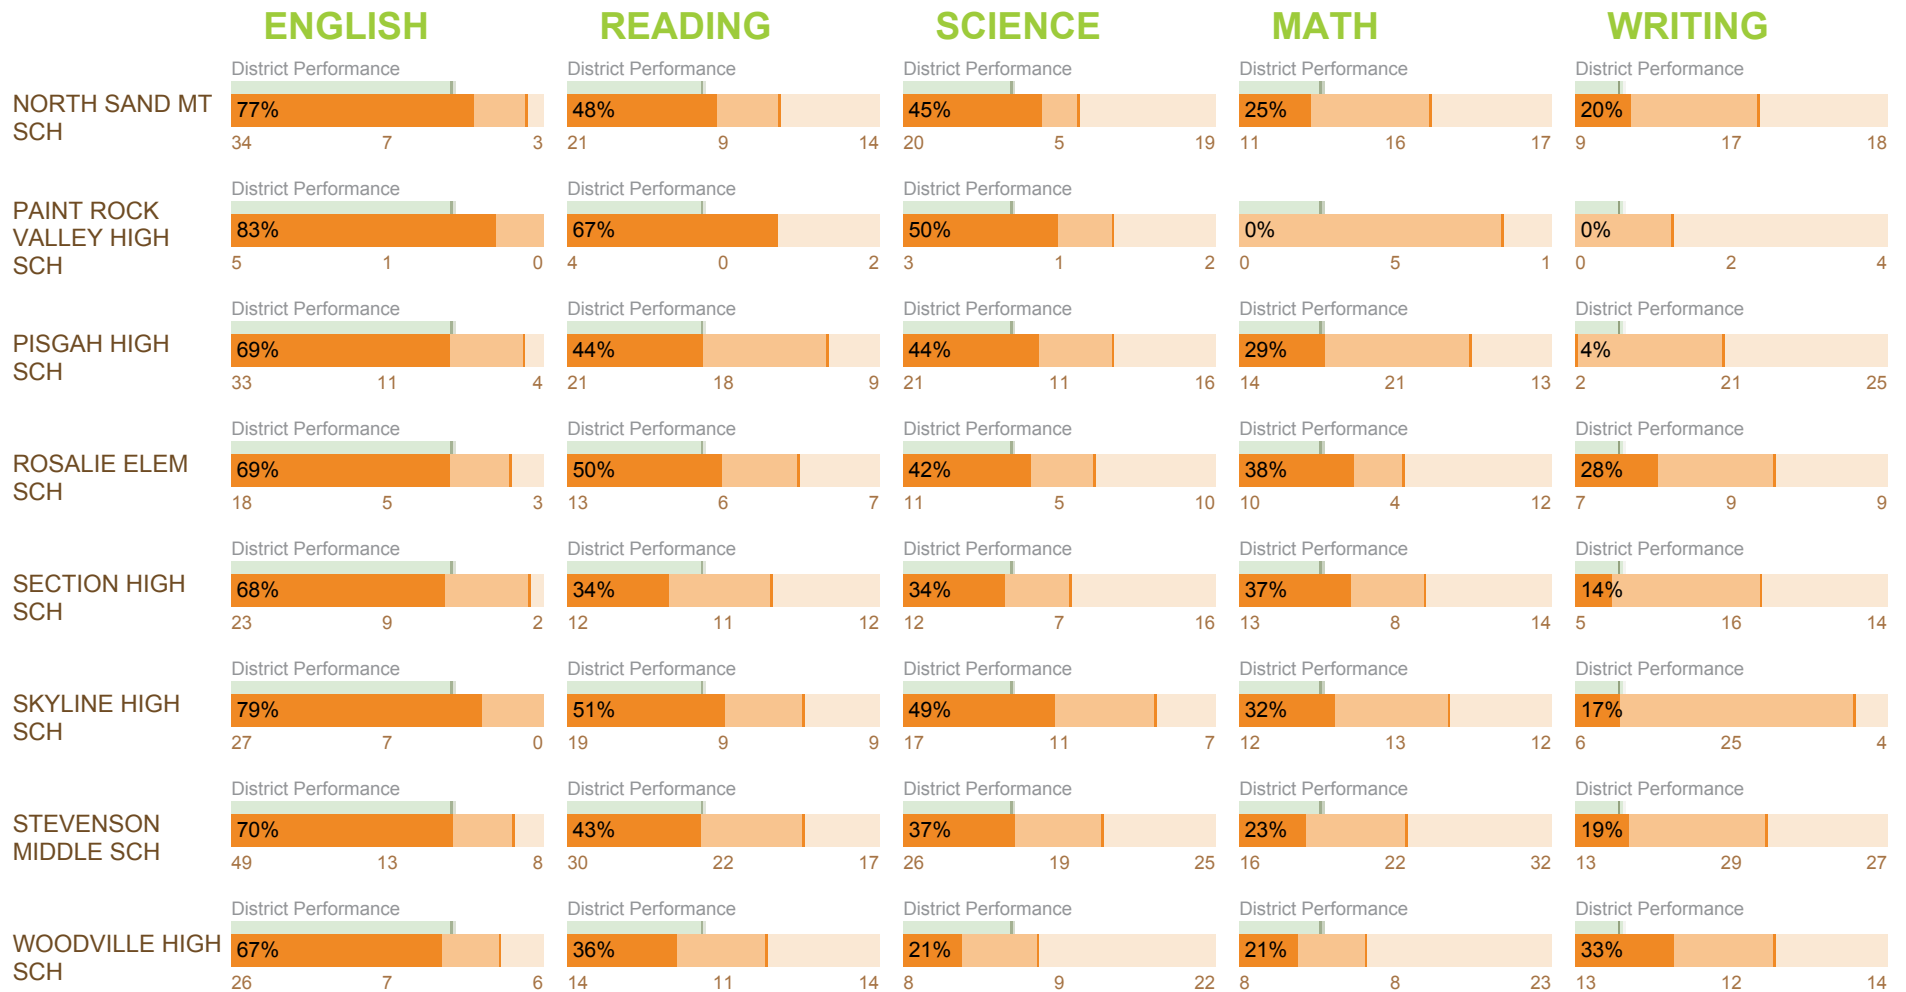 ENGLISH READING SCIENCE MATH WRITING
District Performance District Performance District Performance District Performance District Performance
NORTH SAND MT
SCH
77% 48% 45% 25% 20%
34 7 3 21 9 14 20 5 19 11 16 17 9 17 18
District Performance District Performance District Performance District Performance District Performance
PAINT ROCK
VALLEY HIGH
SCH
83% 67% 50% 0% 0%
5 1 0 4 0 2 3 1 2 0 5 1 0 2 4
District Performance District Performance District Performance District Performance District Performance
PISGAH HIGH
SCH
69% 44% 44% 29% 4%
33 11 4 21 18 9 21 11 16 14 21 13 2 21 25
District Performance District Performance District Performance District Performance District Performance
ROSALIE ELEM
SCH
69% 50% 42% 38% 28%
18 5 3 13 6 7 11 5 10 10 4 12 7 9 9
District Performance District Performance District Performance District Performance District Performance
SECTION HIGH
SCH
68% 34% 34% 37% 14%
23 9 2 12 11 12 12 7 16 13 8 14 5 16 14
District Performance District Performance District Performance District Performance District Performance
SKYLINE HIGH
SCH
79% 51% 49% 32% 17%
27 7 0 19 9 9 17 11 7 12 13 12 6 25 4
District Performance District Performance District Performance District Performance District Performance
STEVENSON
MIDDLE SCH
70% 43% 37% 23% 19%
49 13 8 30 22 17 26 19 25 16 22 32 13 29 27
District Performance District Performance District Performance District Performance District Performance
WOODVILLE HIGH
SCH
67% 36% 21% 21% 33%
26 7 6 14 11 14 8 9 22 8 8 23 13 12 14